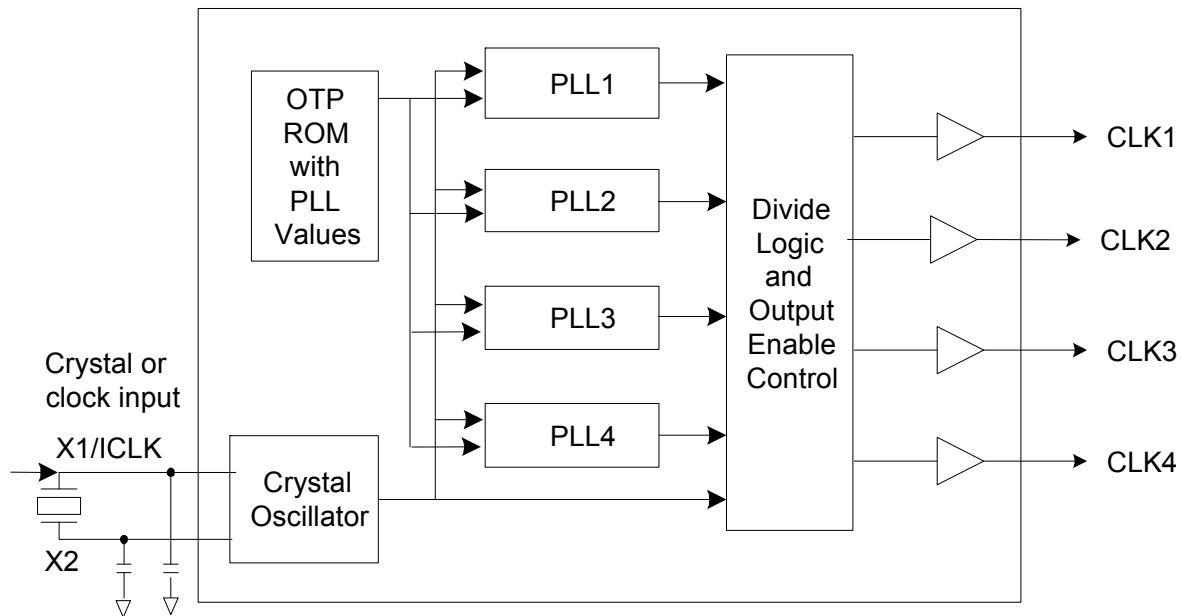 OTP
ROM
with
PLL
Values
PLL1
PLL2
PLL3
PLL4
Divide
Logic
and
Output
Enable
Control
CLK1
CLK2
CLK3
CLK4
Crystal or
clock input
X1/ICLK
X2
Crystal
Oscillator